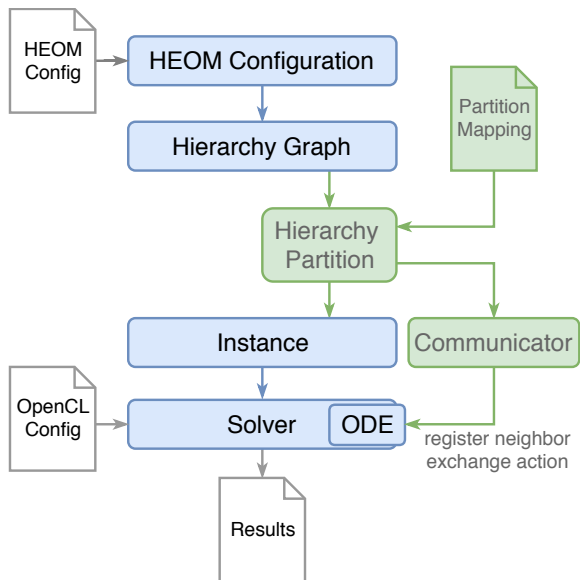 HEOM
Config
HEOM Configuration
Hierarchy Graph
Partition
Mapping
Hierarchy
Partition
Instance
Communicator
OpenCL
Config
Solver
ODE
register neighbor
exchange action
Results